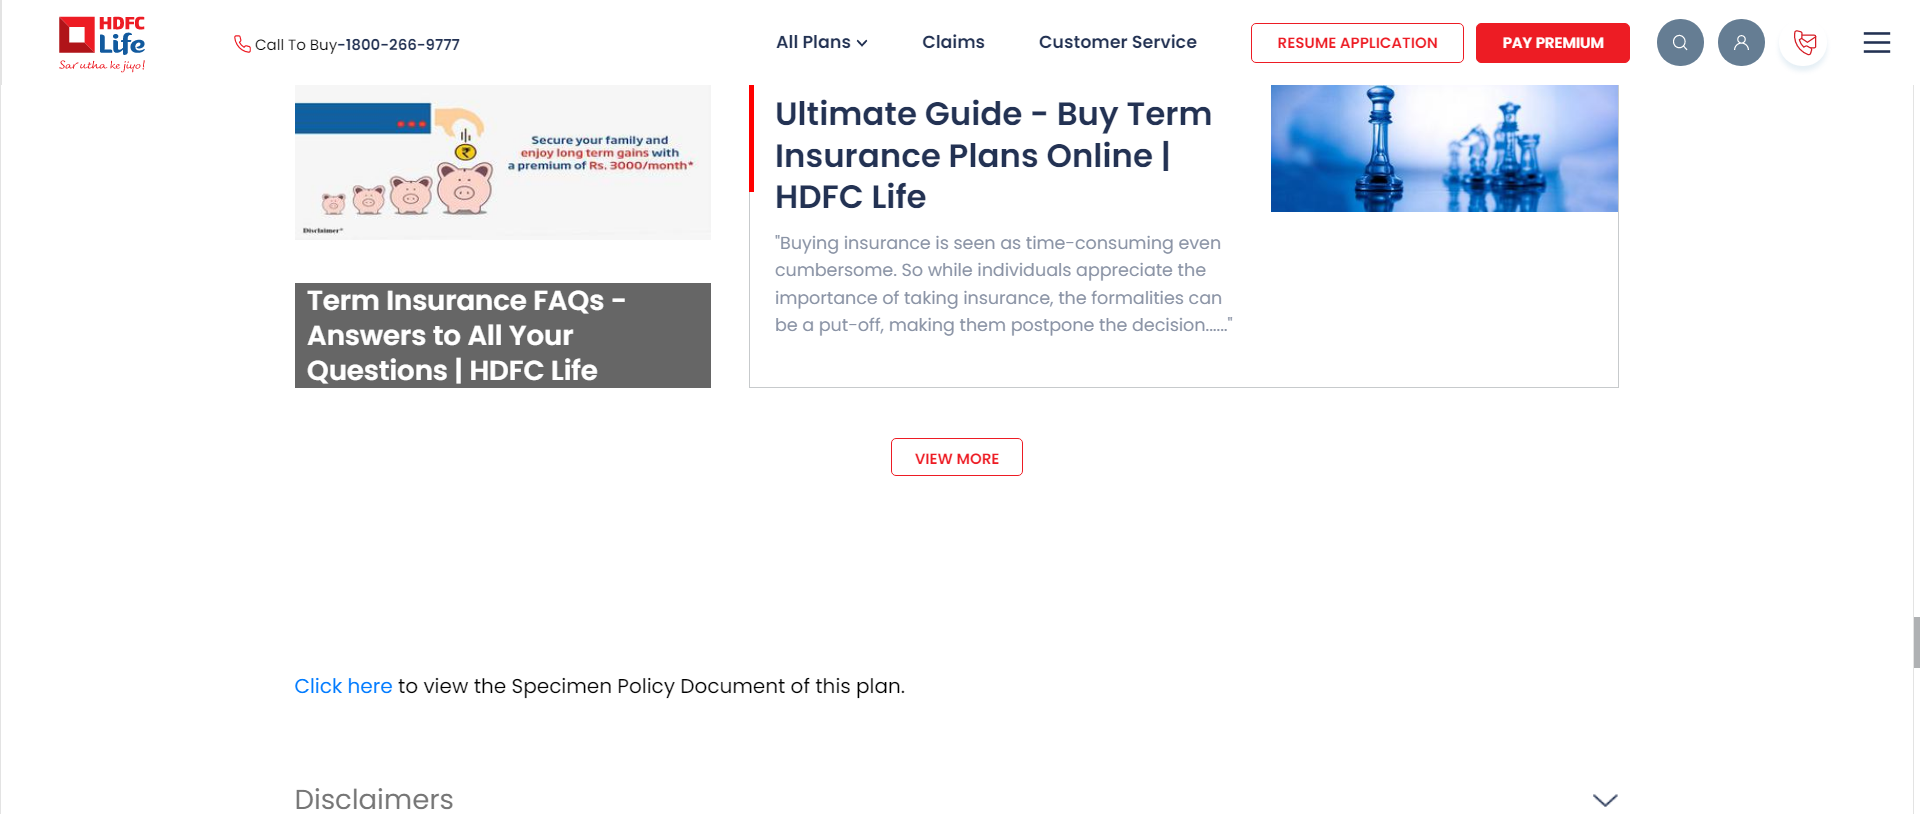 HDFC
Life
Sar utha ke jiyo!
Call To Buy-1800-266-9777
All Plans
Claims
Customer Service
RESUME APPLICATION
PAY PREMIUM
Secure your family and
enjoy long term gains with
a premium of Rs. 3000/month*
Disclaimer*
Term Insurance FAQs -
Answers to All Your
Questions | HDFC Life
Ultimate Guide - Buy Term
Insurance Plans Online |
HDFC Life
"Buying insurance is seen as time-consuming even
cumbersome. So while individuals appreciate the
importance of taking insurance, the formalities can
be a put-off, making them postpone the decision......"
VIEW MORE
Click here to view the Specimen Policy Document of this plan.
Disclaimers